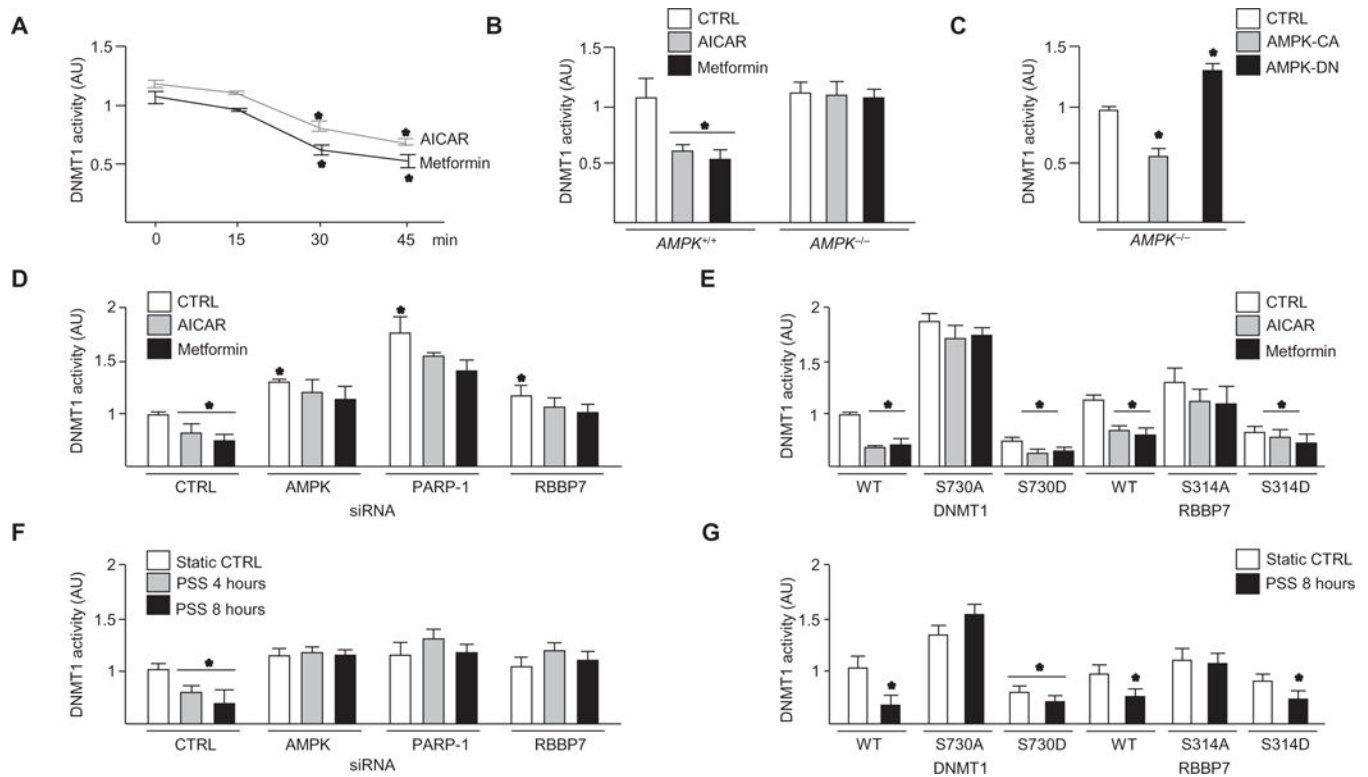 A
DNMT1 activity (AU)
1.5
1
0.5
0
15
30
45
min
AICAR
Metformin
B
CTRL
AICAR
Metformin
DNMT1 activity (AU)
1.5
1
0.5
*
AMPK+/+
AMPK–/–
C
CTRL
AMPK-CA
AMPK-DN
DNMT1 activity (AU)
1.5
1
0.5
*
*
AMPK–/–
D
CTRL
AICAR
Metformin
DNMT1 activity (AU)
2
1
*
*
*
*
CTRL
AMPK
PARP-1
RBBP7
siRNA
E
CTRL
AICAR
Metformin
DNMT1 activity (AU)
2
1.5
1
*
*
*
*
WT
S730A
S730D
WT
S314A
S314D
DNMT1
RBBP7
F
Static CTRL
PSS 4 hours
PSS 8 hours
DNMT1 activity (AU)
2
1.5
1
*
CTRL
AMPK
PARP-1
RBBP7
siRNA
G
Static CTRL
PSS 8 hours
DNMT1 activity (AU)
2
1.5
1
*
*
*
*
WT
S730A
S730D
WT
S314A
S314D
DNMT1
RBBP7